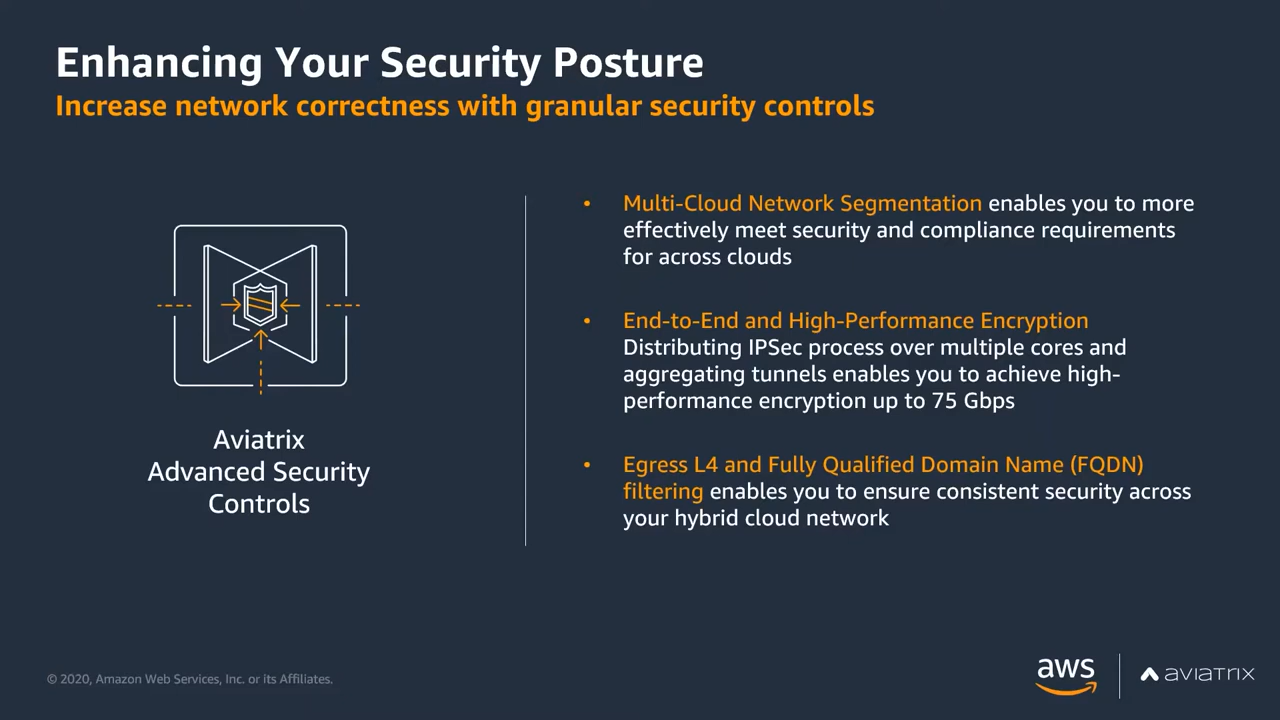 Enhancing Your Security Posture
Increase network correctness with granular security controls
Aviatrix
Advanced Security
Controls
• Multi-Cloud Network Segmentation enables you to more
effectively meet security and compliance requirements
for across clouds
• End-to-End and High-Performance Encryption
Distributing IPSec process over multiple cores and
aggregating tunnels enables you to achieve high-
performance encryption up to 75 Gbps
• Egress L4 and Fully Qualified Domain Name (FQDN)
filtering enables you to ensure consistent security across
your hybrid cloud network
© 2020, Amazon Web Services, Inc. or its Affiliates.
aws
aviatrix